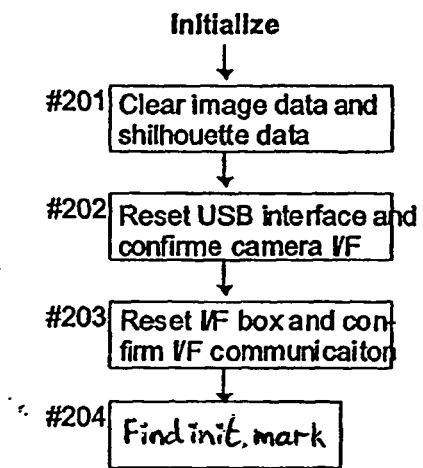 Initialize
#201 Clear image data and
shilhouette data
#202 Reset USB interface and
confirme camera I/F
#203 Reset I/F box and con-
firm I/F communicaiton
#204 Find init. mark